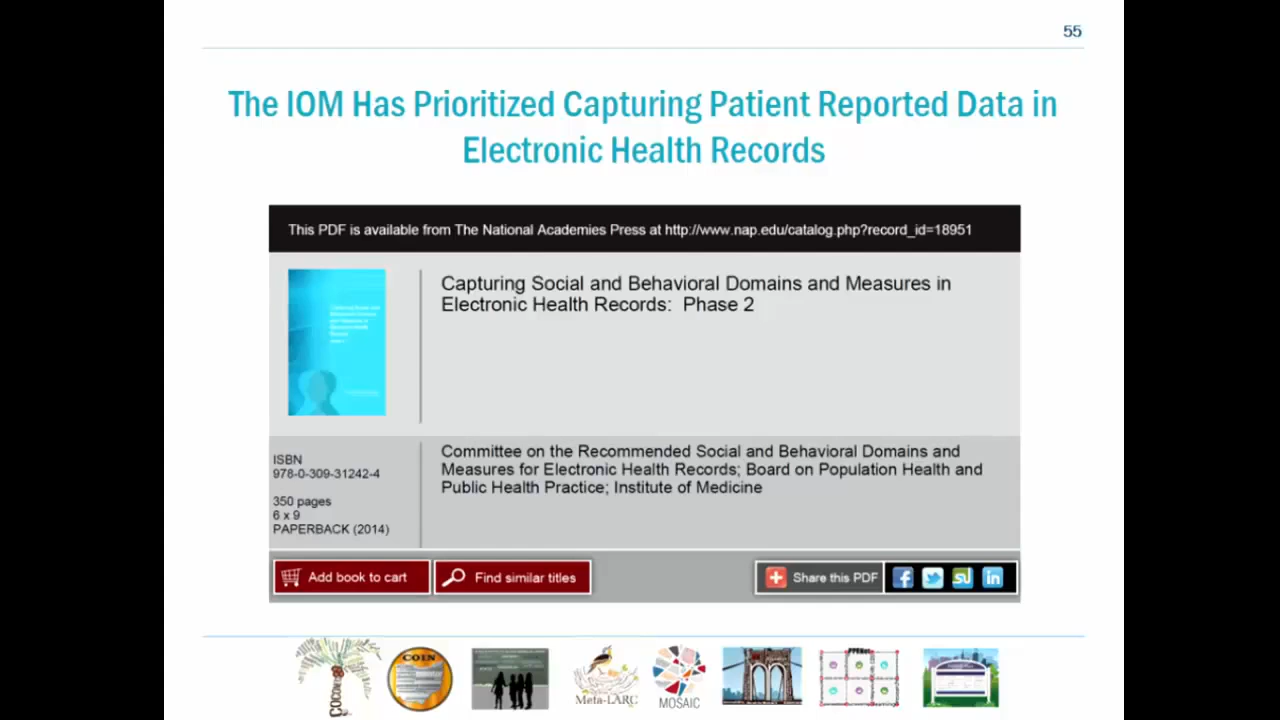 55
The IOM Has Prioritized Capturing Patient Reported Data in
Electronic Health Records
This PDF is available from The National Academies Press at http://www.nap.edu/catalog.php?record_id=18951
Capturing Social and Behavioral Domains and Measures in
Electronic Health Records: Phase 2
ISBN
978-0-309-31242-4
350 pages
6 x 9
PAPERBACK (2014)
Committee on the Recommended Social and Behavioral Domains and
Measures for Electronic Health Records; Board on Population Health and
Public Health Practice; Institute of Medicine
Add book to cart
Find similar titles
Share this PDF
COCONet
COIN
Meta-LARC
MOSAIC
PPRNet